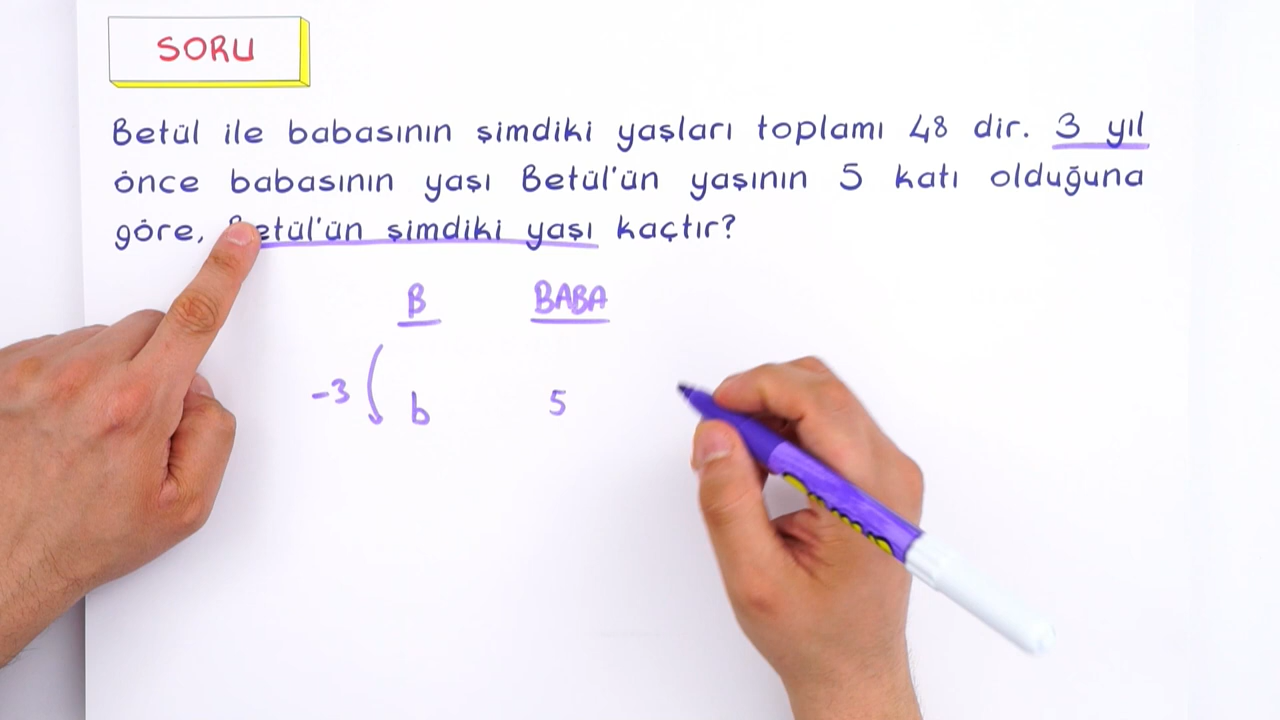 SORU
Betül ile babasının şimdiki yaşları toplamı 48 dir. 3 yıl
önce babasının yaşı Betül'ün yaşının 5 katı olduğuna
göre, Betül'ün şimdiki yaşı kaçtır?
B BABA
-3 b 5